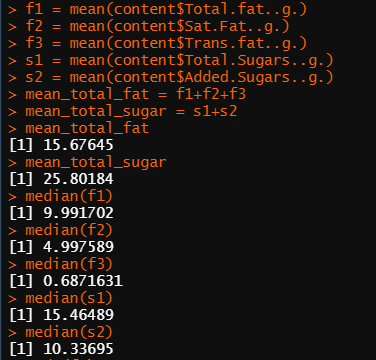 > f1 = mean(content$Total.fat..g.)
> f2 = mean(content$Sat.Fat..g.)
> f3 = mean(content$Trans.fat..g.)
> s1 = mean(content$Total.Sugars..g.)
> s2 = mean(content$Added.Sugars..g.)
> mean_total_fat = f1+f2+f3
> mean_total_sugar = s1+s2
> mean_total_fat
[1] 15.67645
> mean_total_sugar
[1] 25.80184
> median(f1)
[1] 9.991702
> median(f2)
[1] 4.997589
> median(f3)
[1] 0.6871631
> median(s1)
[1] 15.46489
> median(s2)
[1] 10.33695